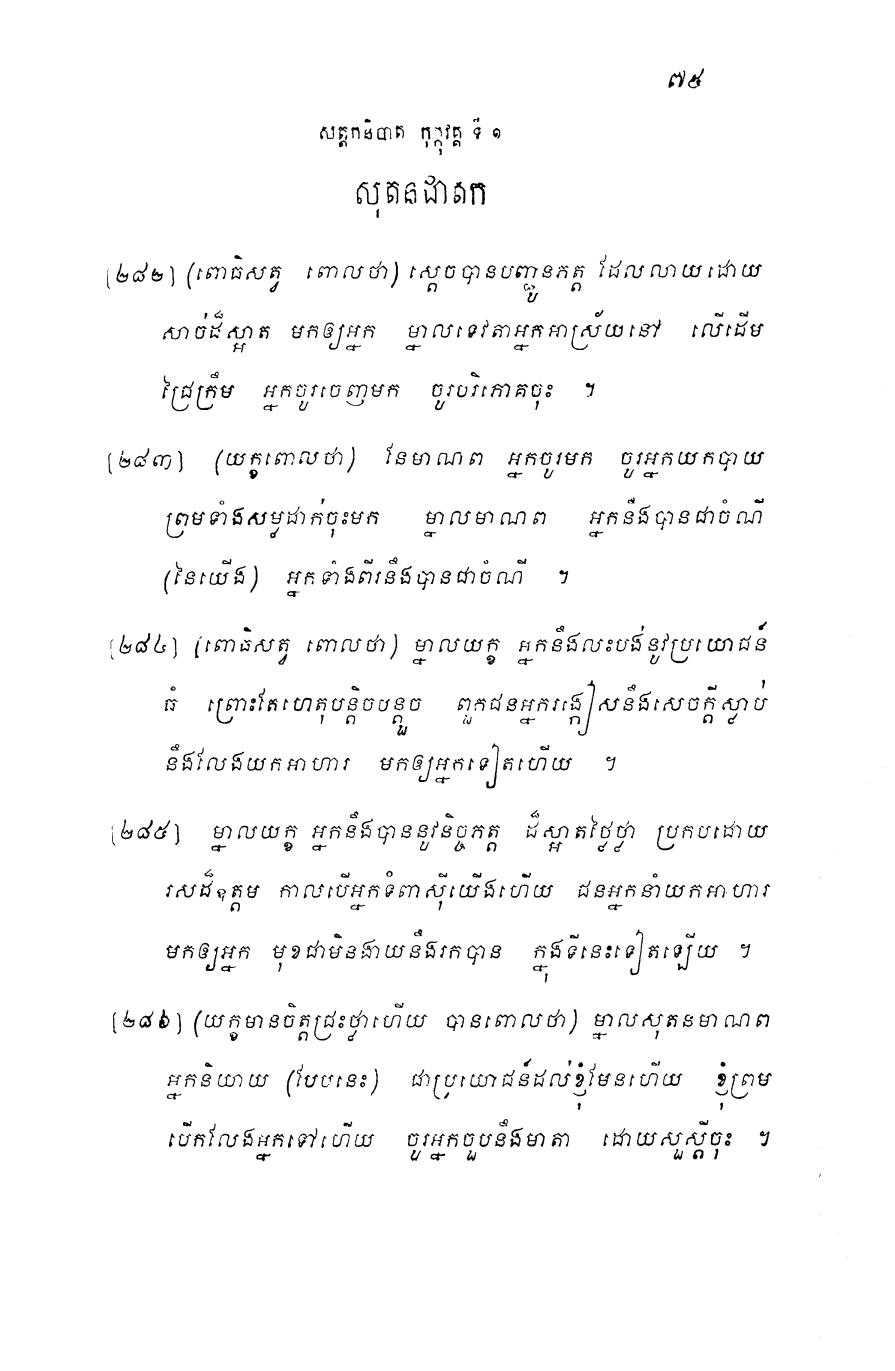 ៧៥
សត្តកនិបាត កុក្កុវគ្គ ទី ១
សុតនជាតក
[២៨២] (ពោធិសត្វ ពោលថា) ស្តេចបានបញ្ជូនភត្ត ដែលលាយដោយ
សាច់ដ៏ស្អាត មកឲ្យអ្នក ម្នាលទេវតាអ្នកអាស្រ័យនៅ លើដើម
ជ្រៃក្រឹម អ្នកចូរចេញមក ចូរបរិភោគចុះ ។
[២៨៣] (យក្ខពោលថា) នែមាណព អ្នកចូរមក ចូរអ្នកយកបាយ
ព្រមទាំងសម្លដាក់ចុះមក ម្នាលមាណព អ្នកនឹងបានជាចំណី
(នៃយើង) អ្នកទាំងពីរនឹងបានជាចំណី ។
[២៨៤] (ពោធិសត្វ ពោលថា) ម្នាលយក្ខ អ្នកនឹងលះបង់នូវប្រយោជន៍
ធំ ព្រោះតែហេតុបន្តិចបន្តួច ពួកជនអ្នករង្កៀសនឹងសេចក្តីស្លាប់
នឹងលែងយកអាហារ មកឲ្យអ្នកទៀតហើយ ។
[២៨៥] ម្នាលយក្ខ អ្នកនឹងបាននូវនិច្ចភត្ត ដ៏ស្អាតថ្លៃថ្លា ប្រកបដោយ
រសដ៏ឧត្តម កាលបើអ្នកទំពាស៊ីយើងហើយ ជនអ្នកនាំយកអាហារ
មកឲ្យអ្នក មុខជាមិនងាយនឹងរកបាន ក្នុងទីនេះទៀតឡើយ ។
[២៨៦] (យក្ខមានចិត្តជ្រះថ្លាហើយ បានពោលថា) ម្នាលសុតនមាណព
អ្នកនិយាយ (បែបនេះ) ជាប្រយោជន៍ដល់ខ្ញុំមែនហើយ ខ្ញុំព្រម
បើកលែងអ្នកទៅហើយ ចូរអ្នកចួបនឹងមាតា ដោយសួស្តីចុះ ។